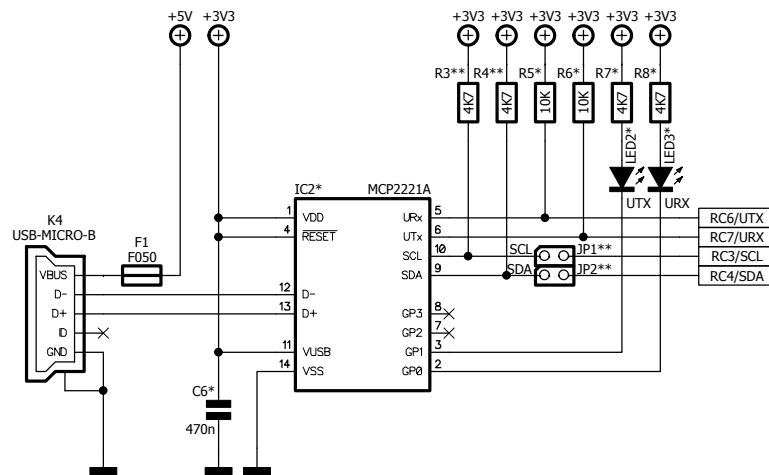 +5V
+3V3
+3V3
+3V3
+3V3
+3V3
+3V3
+3V3
R3**
R4**
R5*
R6*
R7*
R8*
4K7
4K7
10K
10K
4K7
4K7
LED2*
LED3*
UTX
URX
IC2*
MCP2221A
K4
USB-MICRO-B
F1
F050
VBUS
D-
D+
ID
GND
1
VDD
4
RESET
12
D-
13
D+
11
VUSB
14
VSS
URx
5
UTx
6
SCL
10
SDA
9
GP3
8
GP2
7
GP1
3
GP0
2
SCL
JP1**
SDA
JP2**
RC6/UTX
RC7/URX
RC3/SCL
RC4/SDA
C6*
470n